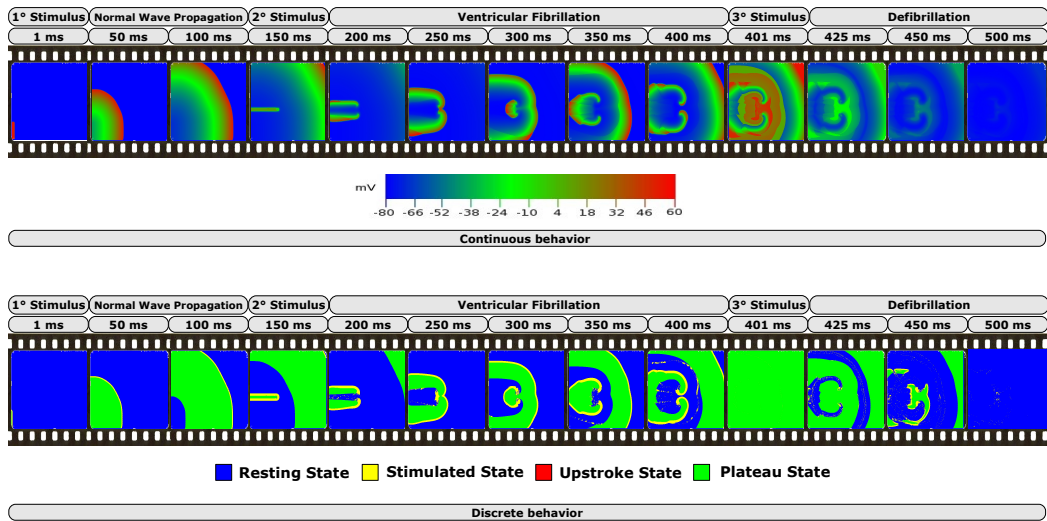 1° Stimulus Normal Wave Propagation 2° Stimulus Ventricular Fibrillation 3° Stimulus Defibrillation
1 ms 50 ms 100 ms 150 ms 200 ms 250 ms 300 ms 350 ms 400 ms 401 ms 425 ms 450 ms 500 ms
mV
-80 -66 -52 -38 -24 -10 4 18 32 46 60
Continuous behavior
1° Stimulus Normal Wave Propagation 2° Stimulus Ventricular Fibrillation 3° Stimulus Defibrillation
1 ms 50 ms 100 ms 150 ms 200 ms 250 ms 300 ms 350 ms 400 ms 401 ms 425 ms 450 ms 500 ms
Resting State Stimulated State Upstroke State Plateau State
Discrete behavior